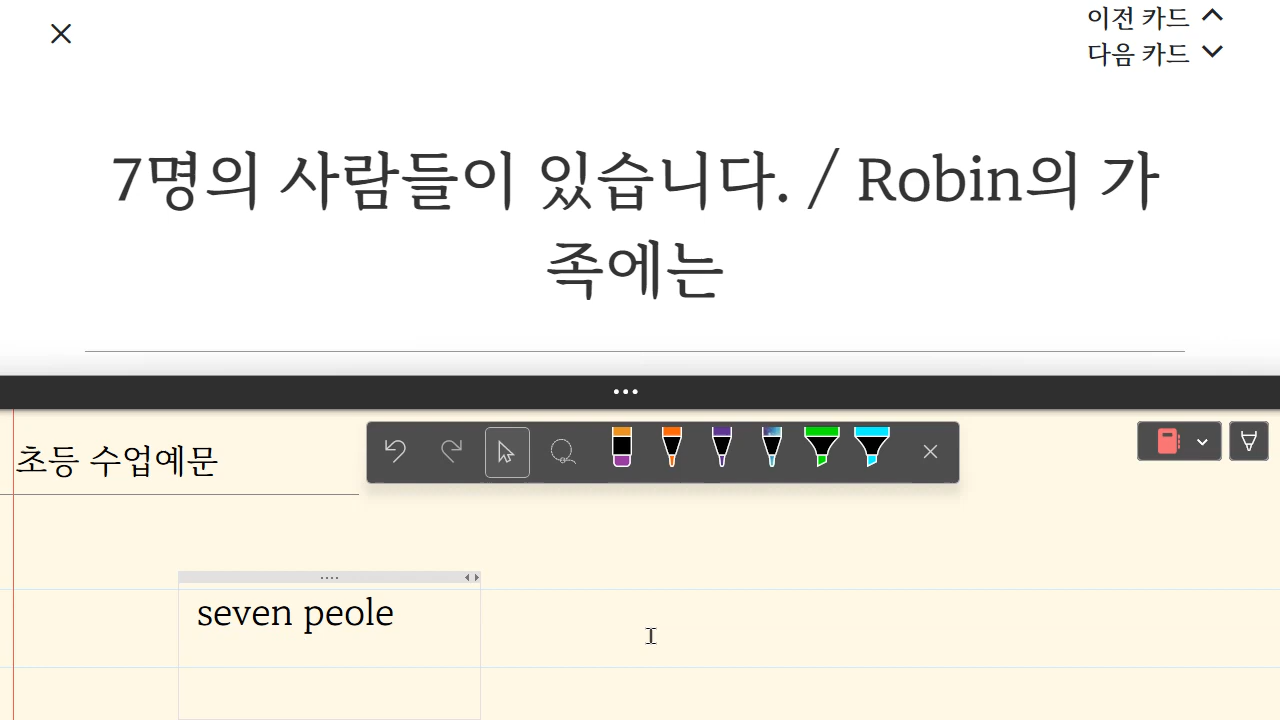 이전 카드
다음 카드
7명의 사람들이 있습니다. / Robin의 가
족에는
초등 수업예문
seven peole